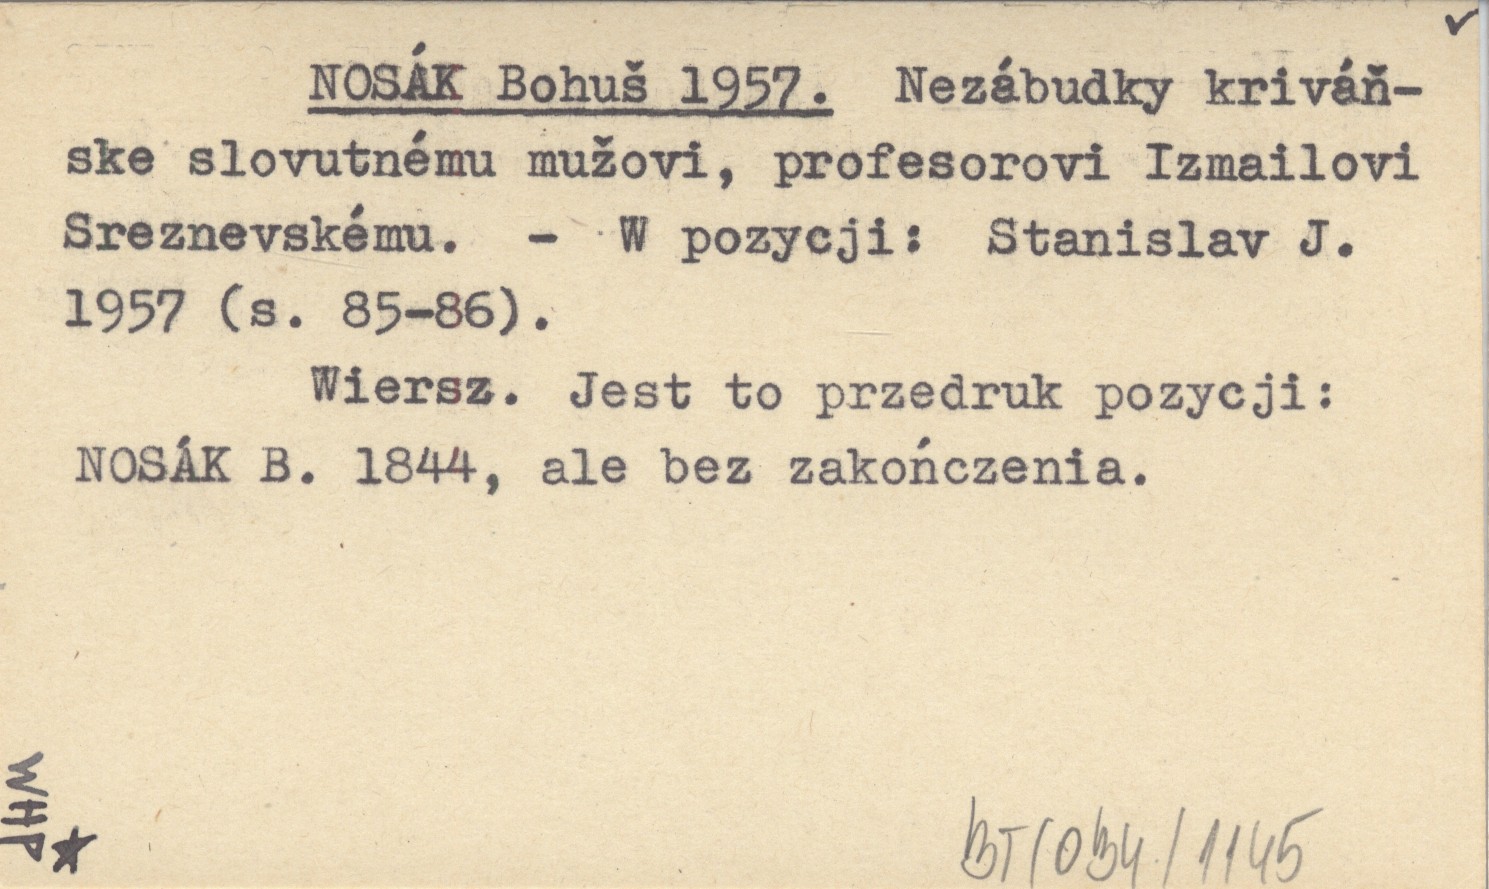 NOSÁK Bohuš 1957. Nezábudky kriváň-
ske slovutnému mužovi, profesorovi Izmailovi
Sreznevskému. - W pozycji: Stanislav J.
1957 (s. 85-86).
Wiersz. Jest to przedruk pozycji:
NOSÁK B. 1844, ale bez zakończenia.
WHP
BT/034/1145